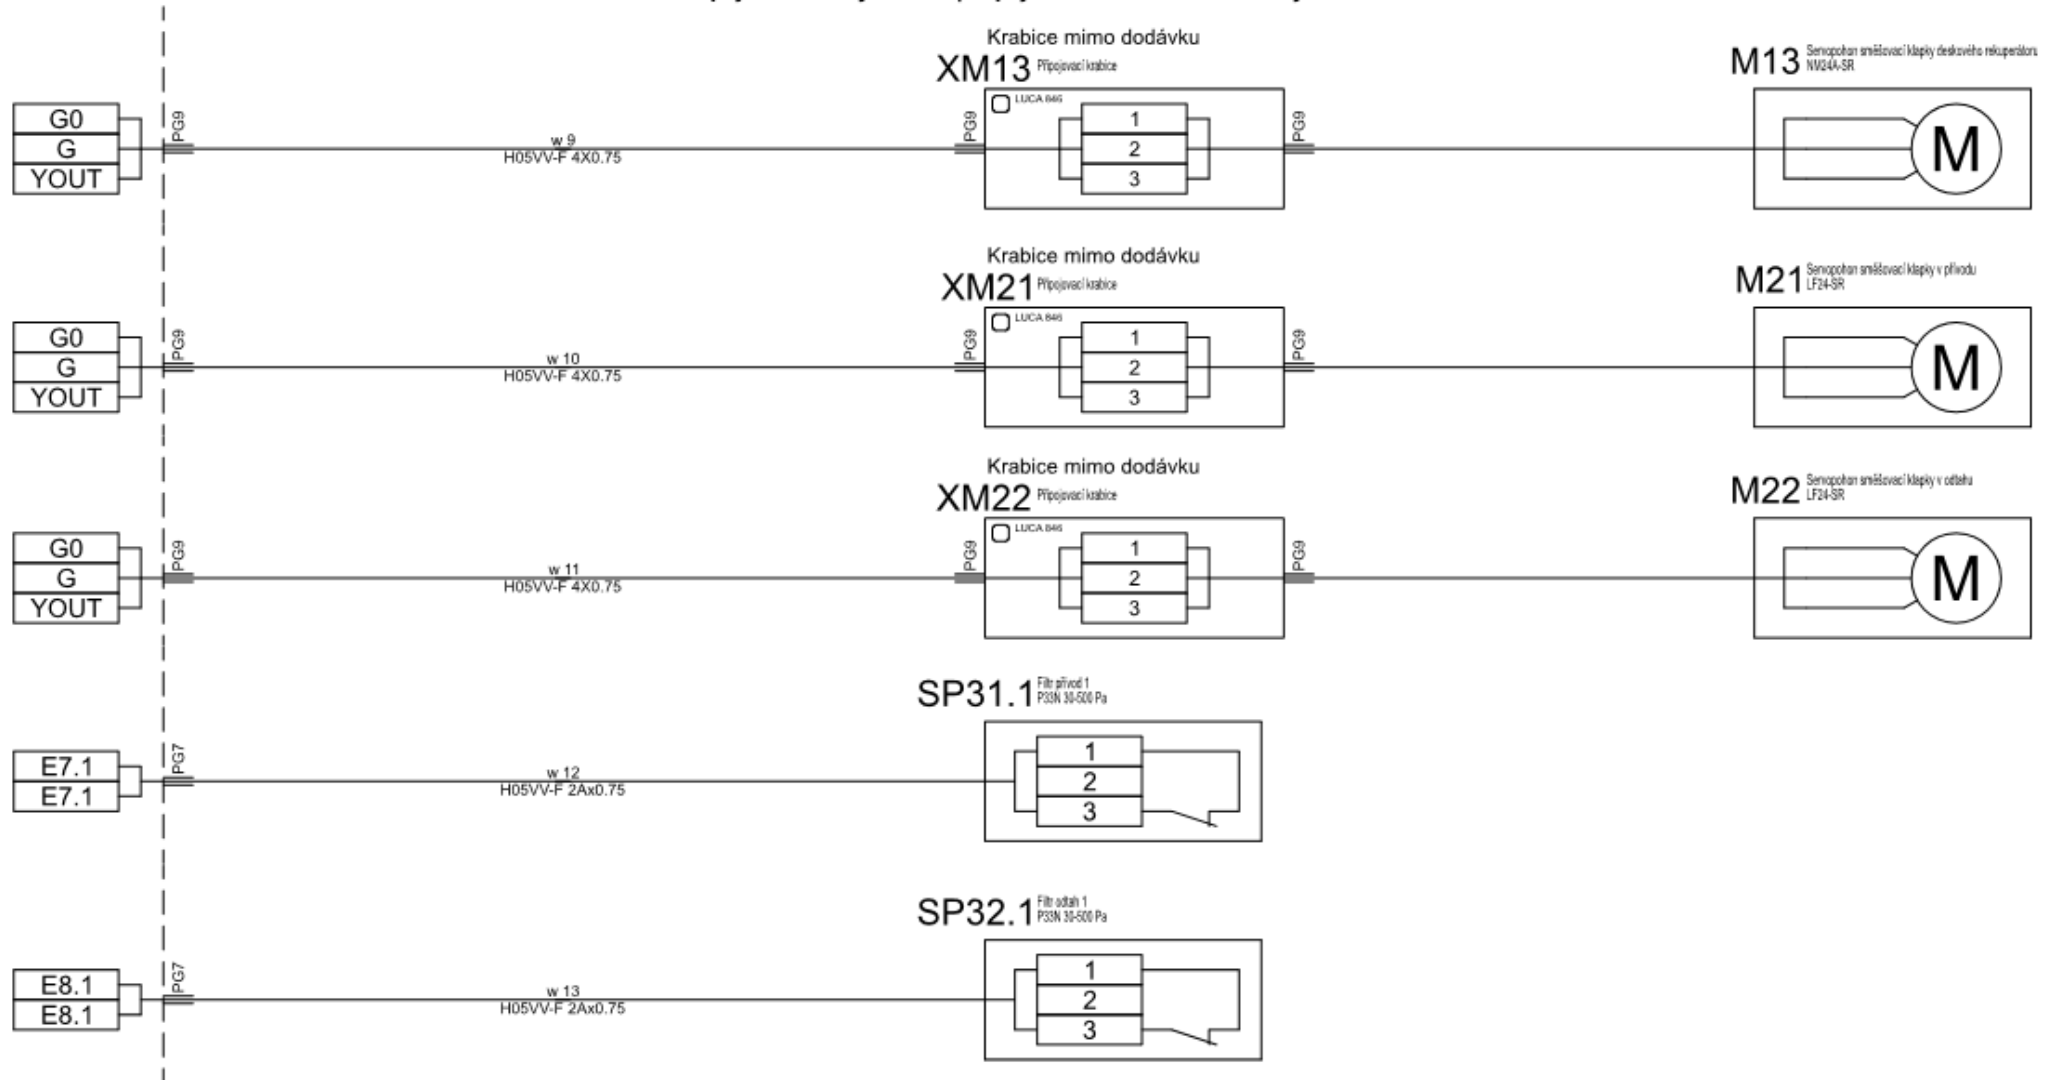 Krabice mimo dodávku
XM13 Připojovací krabice
M13 Servopohon směšovací klapky deskového rekuperátoru
NM24A-SR
LUCA 846
G0
G
YOUT
PG9
w 9
H05VV-F 4X0.75
PG9
1
2
3
PG9
M
Krabice mimo dodávku
XM21 Připojovací krabice
M21 Servopohon směšovací klapky v přívodu
LF24-SR
LUCA 846
G0
G
YOUT
PG9
w 10
H05VV-F 4X0.75
PG9
1
2
3
PG9
M
Krabice mimo dodávku
XM22 Připojovací krabice
M22 Servopohon směšovací klapky v odtahu
LF24-SR
LUCA 846
G0
G
YOUT
PG9
w 11
H05VV-F 4X0.75
PG9
1
2
3
PG9
M
SP31.1 Filtr přívod 1
P33N 30-500 Pa
E7.1
E7.1
PG7
w 12
H05VV-F 2Ax0.75
1
2
3
SP32.1 Filtr odtah 1
P33N 30-500 Pa
E8.1
E8.1
PG7
w 13
H05VV-F 2Ax0.75
1
2
3